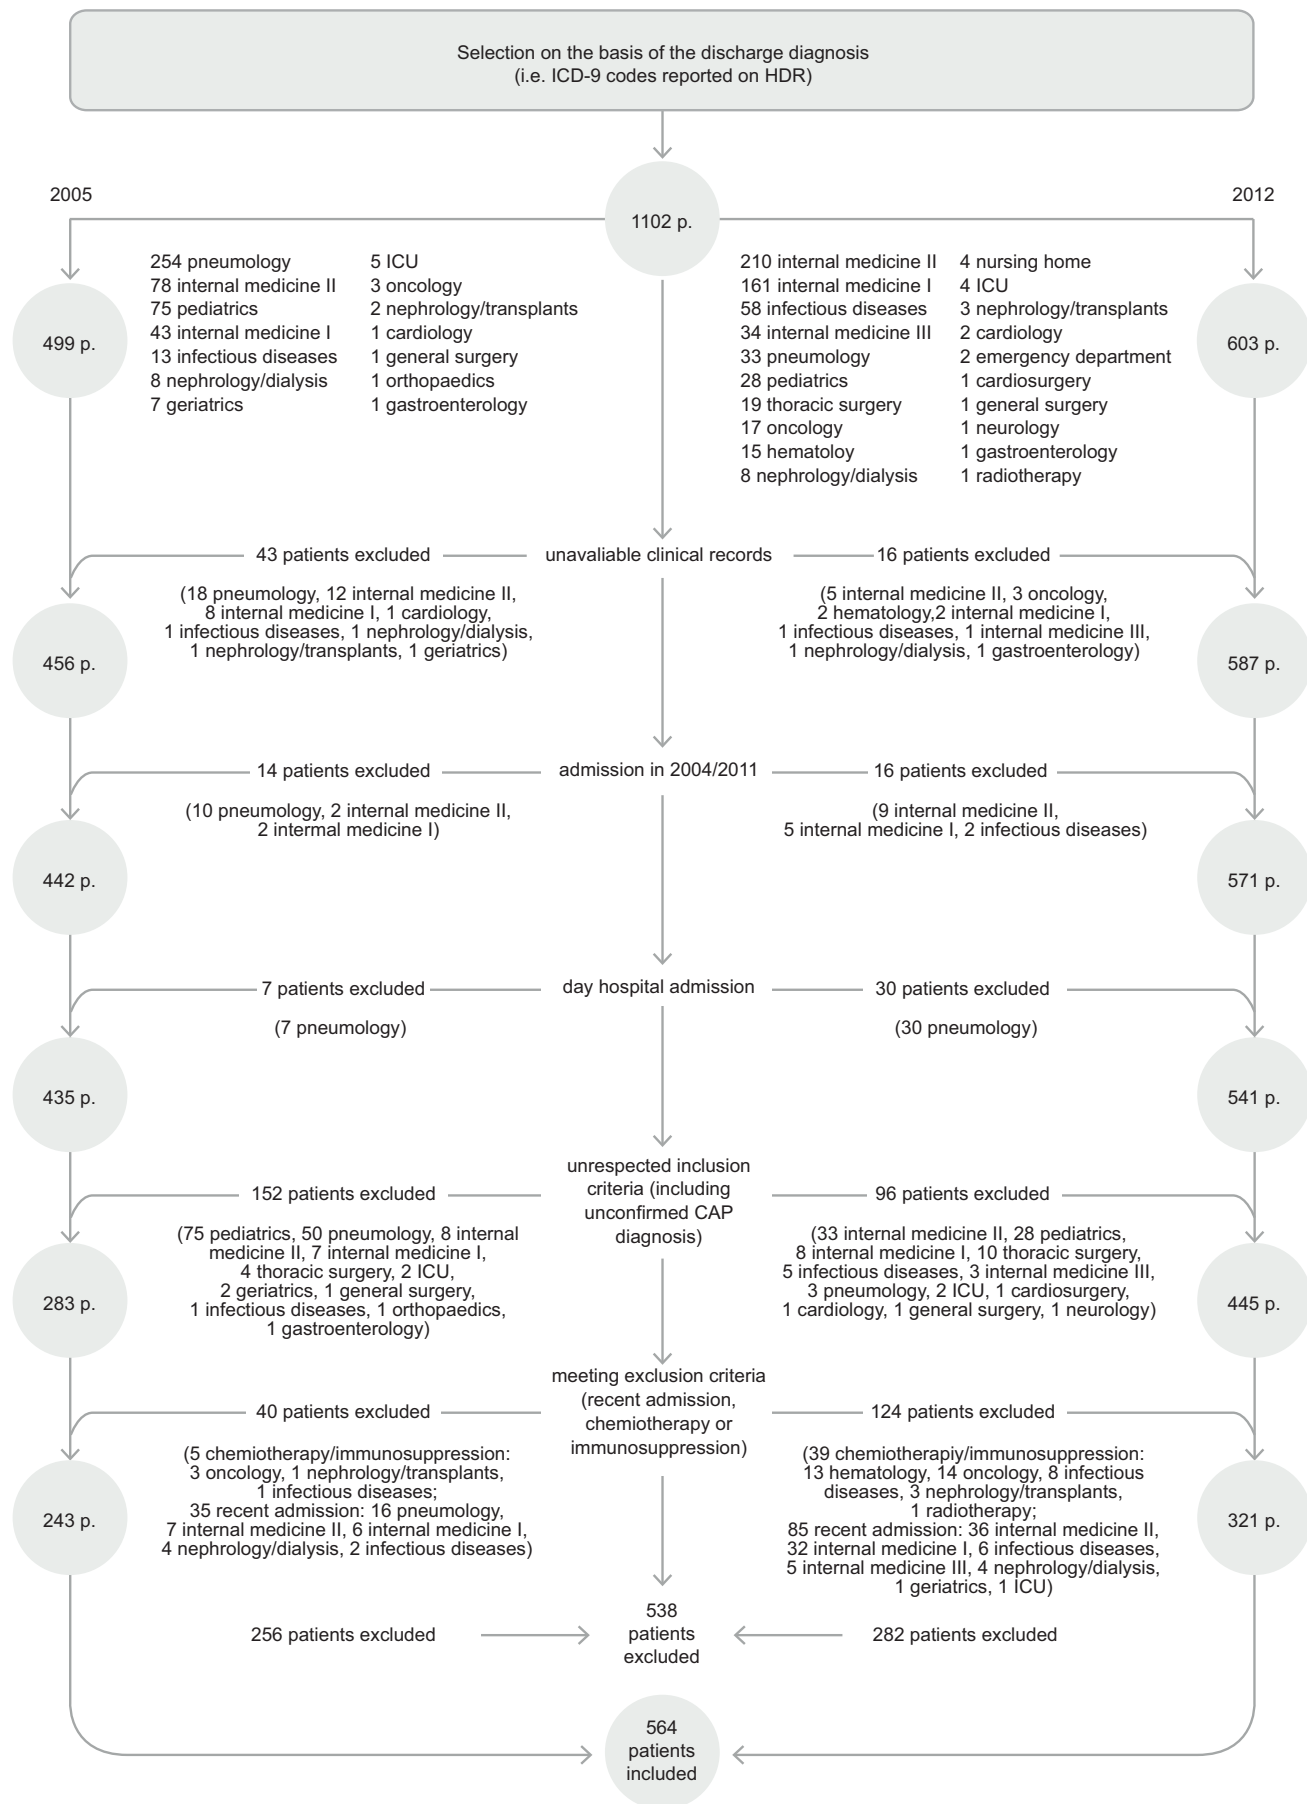 Selection on the basis of the discharge diagnosis
(i.e. ICD-9 codes reported on HDR)
2005
2012
1102 p.
499 p.
254 pneumology
78 internal medicine II
75 pediatrics
43 internal medicine I
13 infectious diseases
8 nephrology/dialysis
7 geriatrics
5 ICU
3 oncology
2 nephrology/transplants
1 cardiology
1 general surgery
1 orthopaedics
1 gastroenterology
210 internal medicine II
161 internal medicine I
58 infectious diseases
34 internal medicine III
33 pneumology
28 pediatrics
19 thoracic surgery
17 oncology
15 hematoloy
8 nephrology/dialysis
4 nursing home
4 ICU
3 nephrology/transplants
2 cardiology
2 emergency department
1 cardiosurgery
1 general surgery
1 neurology
1 gastroenterology
1 radiotherapy
603 p.
43 patients excluded
unavaliable clinical records
16 patients excluded
(18 pneumology, 12 internal medicine II,
8 internal medicine I, 1 cardiology,
1 infectious diseases, 1 nephrology/dialysis,
1 nephrology/transplants, 1 geriatrics)
(5 internal medicine II, 3 oncology,
2 hematology,2 internal medicine I,
1 infectious diseases, 1 internal medicine III,
1 nephrology/dialysis, 1 gastroenterology)
456 p.
587 p.
14 patients excluded
admission in 2004/2011
16 patients excluded
(10 pneumology, 2 internal medicine II,
2 intermal medicine I)
(9 internal medicine II,
5 internal medicine I, 2 infectious diseases)
442 p.
571 p.
7 patients excluded
day hospital admission
30 patients excluded
(7 pneumology)
(30 pneumology)
435 p.
541 p.
152 patients excluded
unrespected inclusion
criteria (including
unconfirmed CAP
diagnosis)
96 patients excluded
(75 pediatrics, 50 pneumology, 8 internal
medicine II, 7 internal medicine I,
4 thoracic surgery, 2 ICU,
2 geriatrics, 1 general surgery,
1 infectious diseases, 1 orthopaedics,
1 gastroenterology)
(33 internal medicine II, 28 pediatrics,
8 internal medicine I, 10 thoracic surgery,
5 infectious diseases, 3 internal medicine III,
3 pneumology, 2 ICU, 1 cardiosurgery,
1 cardiology, 1 general surgery, 1 neurology)
283 p.
445 p.
40 patients excluded
meeting exclusion criteria
(recent admission,
chemiotherapy or
immunosuppression)
124 patients excluded
(5 chemiotherapy/immunosuppression:
3 oncology, 1 nephrology/transplants,
1 infectious diseases;
35 recent admission: 16 pneumology,
7 internal medicine II, 6 internal medicine I,
4 nephrology/dialysis, 2 infectious diseases)
(39 chemiotherapiy/immunosuppression:
13 hematology, 14 oncology, 8 infectious
diseases, 3 nephrology/transplants,
1 radiotherapy;
85 recent admission: 36 internal medicine II,
32 internal medicine I, 6 infectious diseases,
5 internal medicine III, 4 nephrology/dialysis,
1 geriatrics, 1 ICU)
243 p.
321 p.
256 patients excluded
538
patients
excluded
282 patients excluded
564
patients
included